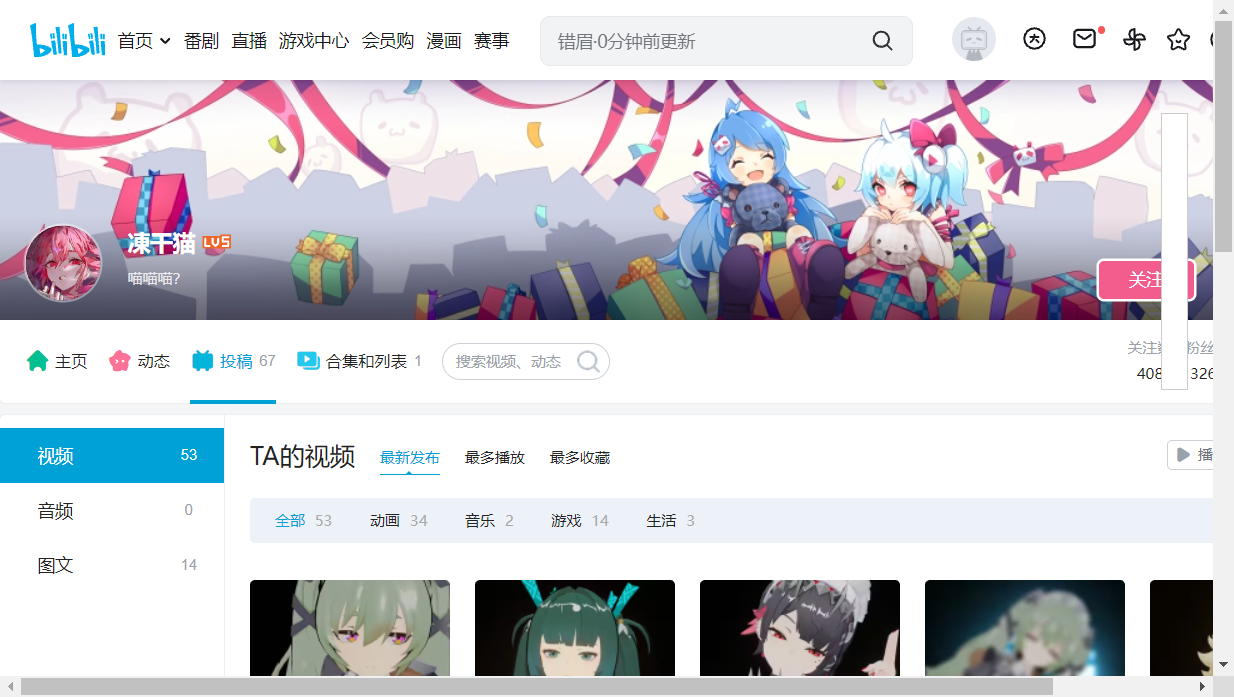 bilibili 首页 番剧 直播 游戏中心 会员购 漫画 赛事 错眉·0分钟前更新
凍干猫 LV5
喵喵喵?
关注
主页 动态 投稿 67 合集和列表 1 搜索视频、动态
关注 粉丝
408 326
视频 53
音频 0
图文 14
TA的视频 最新发布 最多播放 最多收藏 播
全部 53 动画 34 音乐 2 游戏 14 生活 3